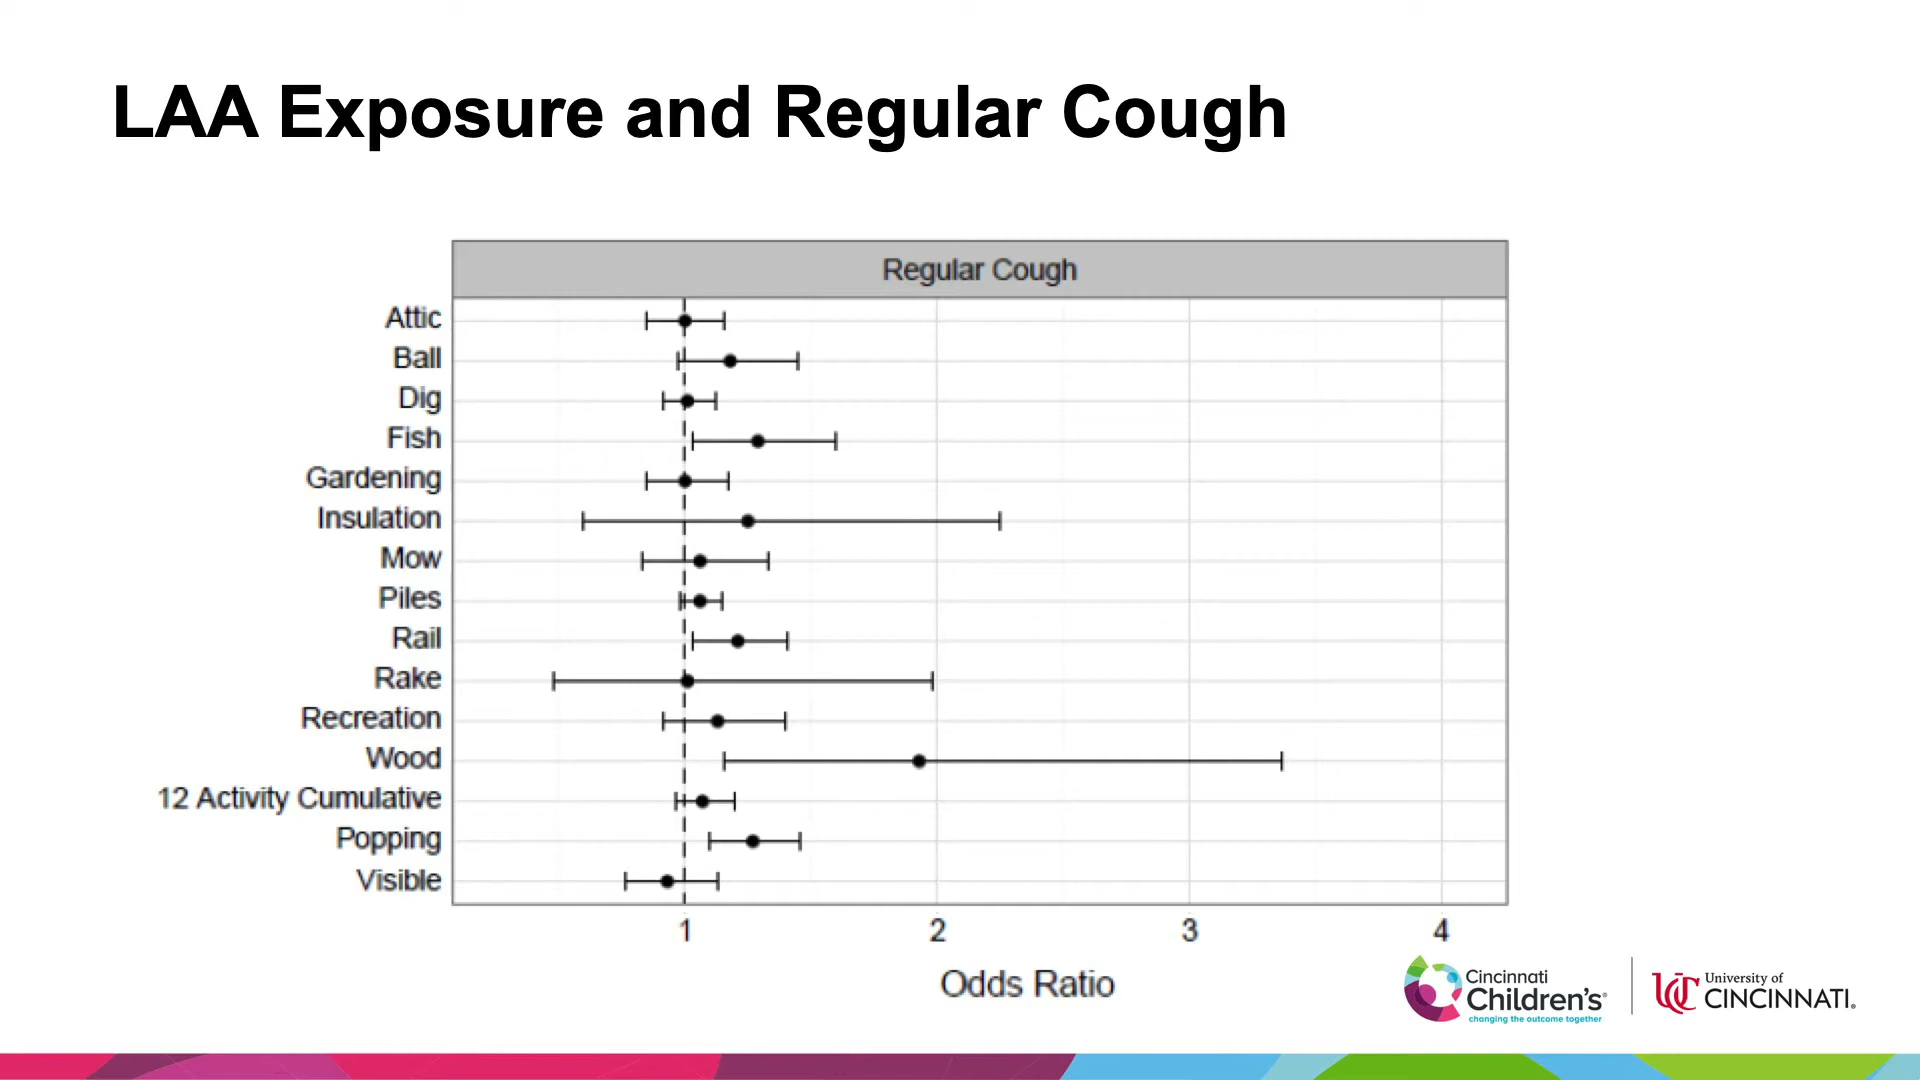 LAA Exposure and Regular Cough
Regular Cough
Attic
Ball
Dig
Fish
Gardening
Insulation
Mow
Piles
Rail
Rake
Recreation
Wood
12 Activity Cumulative
Popping
Visible
1 2 3 4
Odds Ratio
Cincinnati
Children's®
changing the outcome together
UC
University of
CINCINNATI®